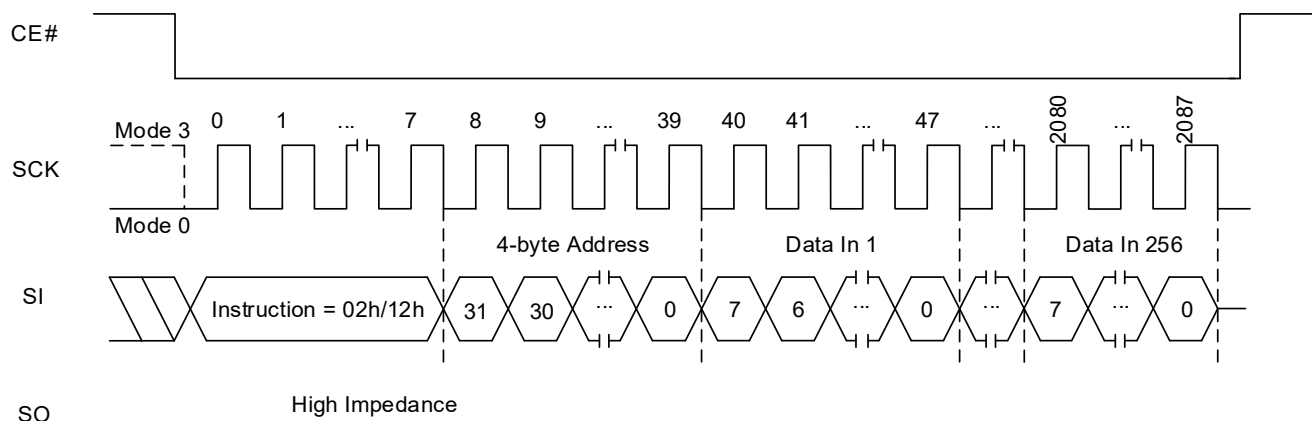 CE#
0 1 ... 7 8 9 ... 39 40 41 ... 47 ... 2080 ... 2087
Mode 3
SCK
Mode 0
4-byte Address Data In 1 Data In 256
SI Instruction = 02h/12h 31 30 ... 0 7 6 ... 0 ... 7 ... 0
High Impedance
SO